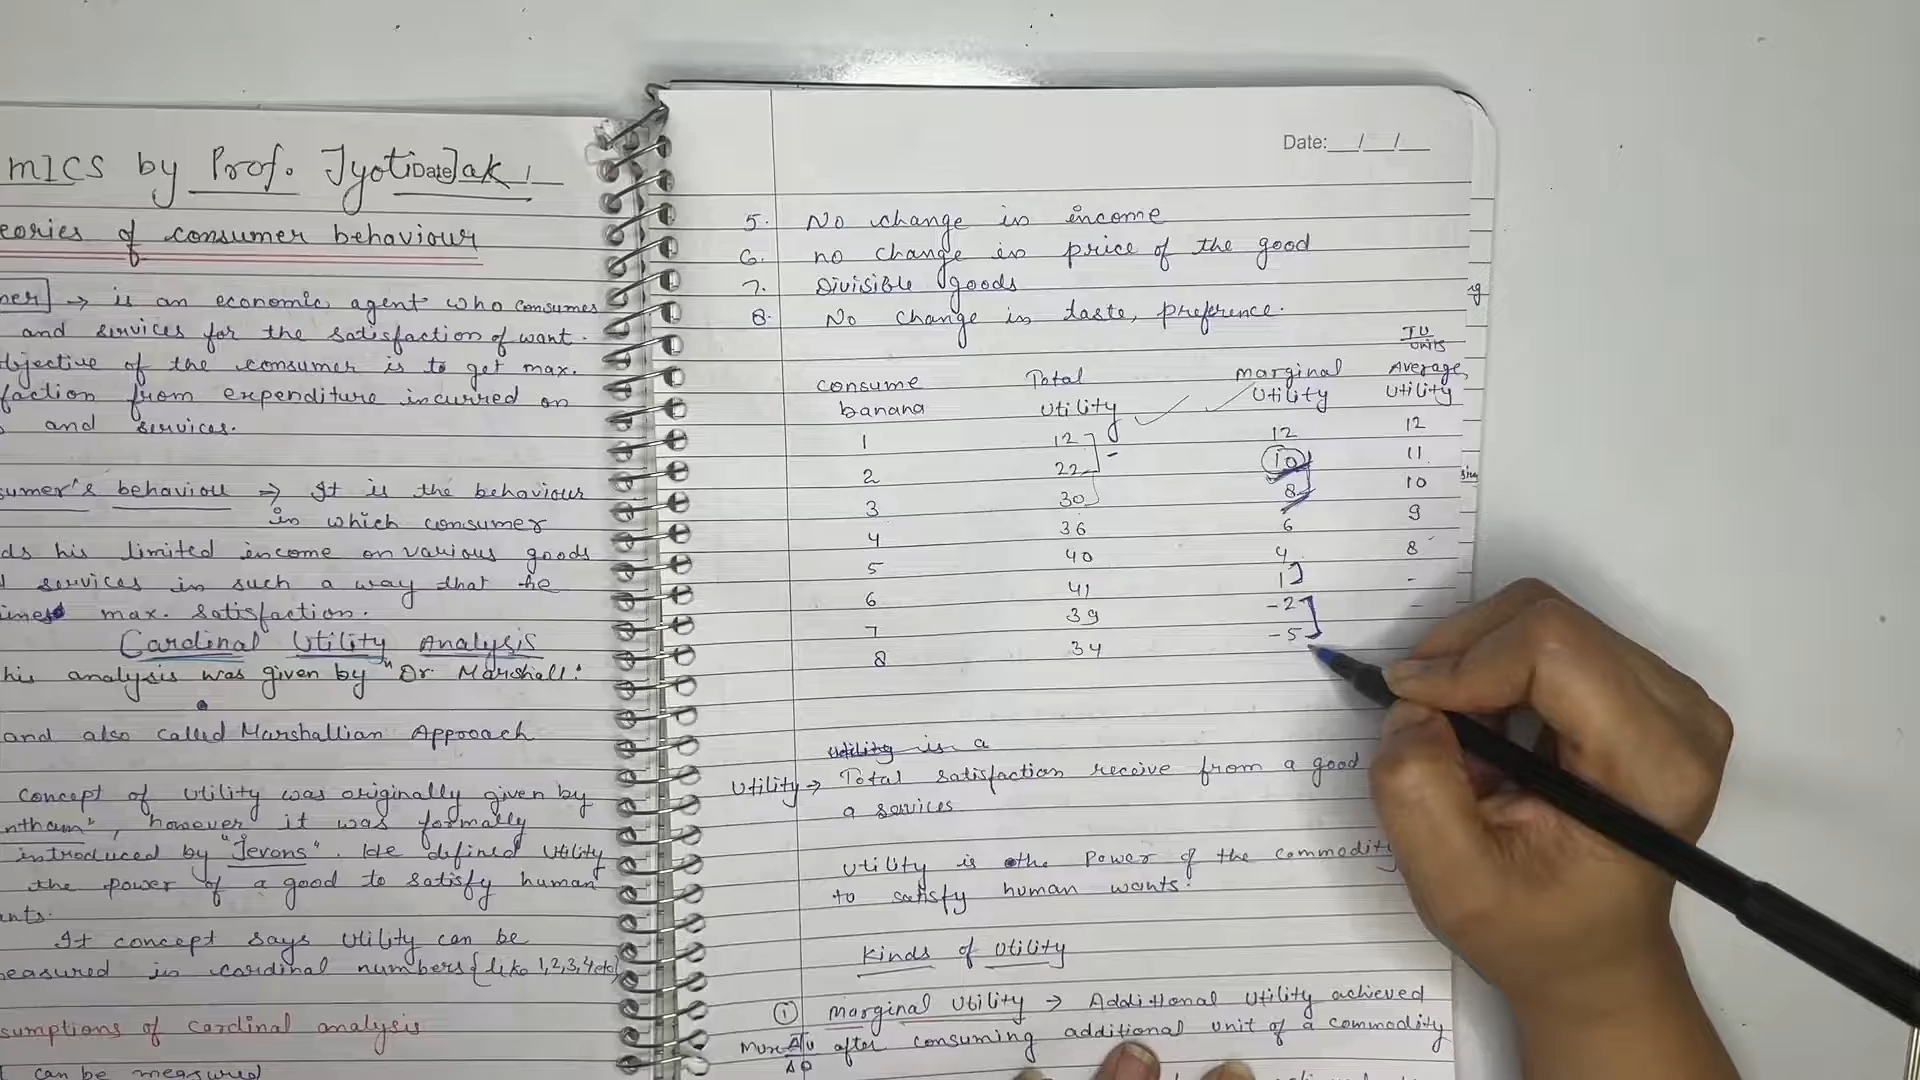 MICS by Prof. Jyoti Jak
Date: / /
eories of consumer behaviour
ner] → is an economic agent who consumes
and services for the satisfaction of want.
bjective of the consumer is to get max.
faction from expenditure incurred on
and services.
sumer's behaviou ⇒ It is the behaviour
in which consumer
ds his limited income on various goods
services in such a way that he
max. satisfaction.
Cardinal Utility Analysis
his analysis was given by "Dr. Marshall"
and also called Marshallian Approach
concept of utility was originally given by
ntham", however it was formally
introduced by "Jevons". He defined Utility
the power of a good to satisfy human
ants.
It concept says utility can be
measured in cardinal numbers {like 1,2,3,4 etc}
sumptions of cardinal analysis
can be measured
Date: / /
5. No change in income
6. no change in price of the good
7. Divisible goods
8. No change in taste, preference.
TU
Units
consume Total marginal Average
banana Utility Utility Utility
1 12 12 12
2 22 10 11
3 30 8 10
4 36 6 9
5 40 4 8
6 41 1 -
7 39 -2 -
8 34 -5
utility is a
Utility → Total satisfaction receive from a good
a services
Utility is the Power of the commodity
to satisfy human wants.
Kinds of Utility
① Marginal Utility → Additional utility achieved
after consuming additional unit of a commodity